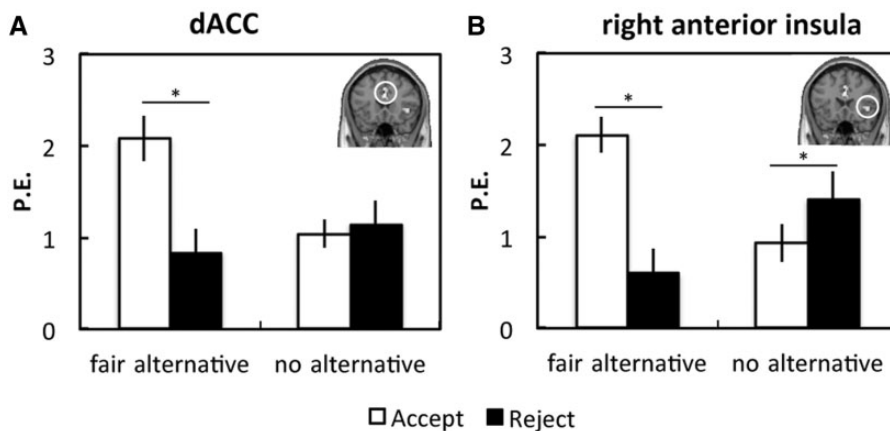 A dACC
3
*
2
P.E.
1
0
fair alternative no alternative
B right anterior insula
3
*
2
*
P.E.
1
0
fair alternative no alternative
Accept Reject